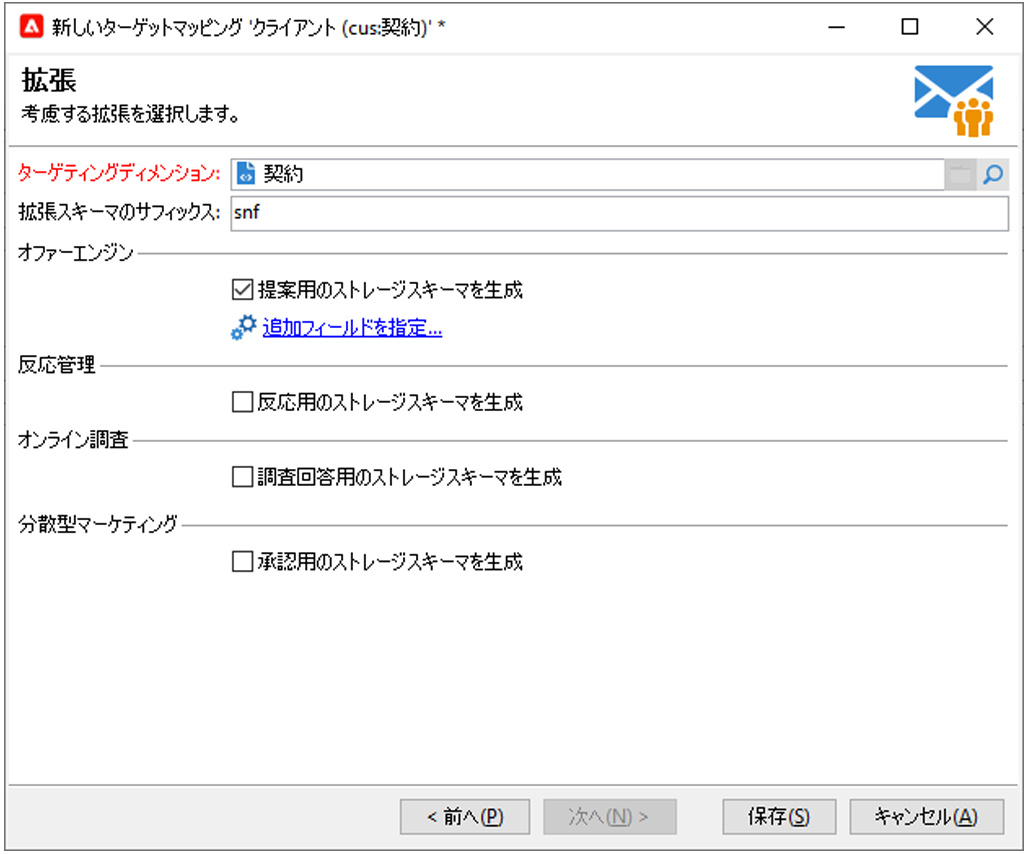 新しいターゲットマッピング 'クライアント (cus:契約)' *
拡張
考慮する拡張を選択します。
ターゲティングディメンション: 契約
拡張スキーマのサフィックス: snf
オファーエンジン
提案用のストレージスキーマを生成
追加フィールドを指定...
反応管理
反応用のストレージスキーマを生成
オンライン調査
調査回答用のストレージスキーマを生成
分散型マーケティング
承認用のストレージスキーマを生成
< 前へ(P) 次へ(N) > 保存(S) キャンセル(A)